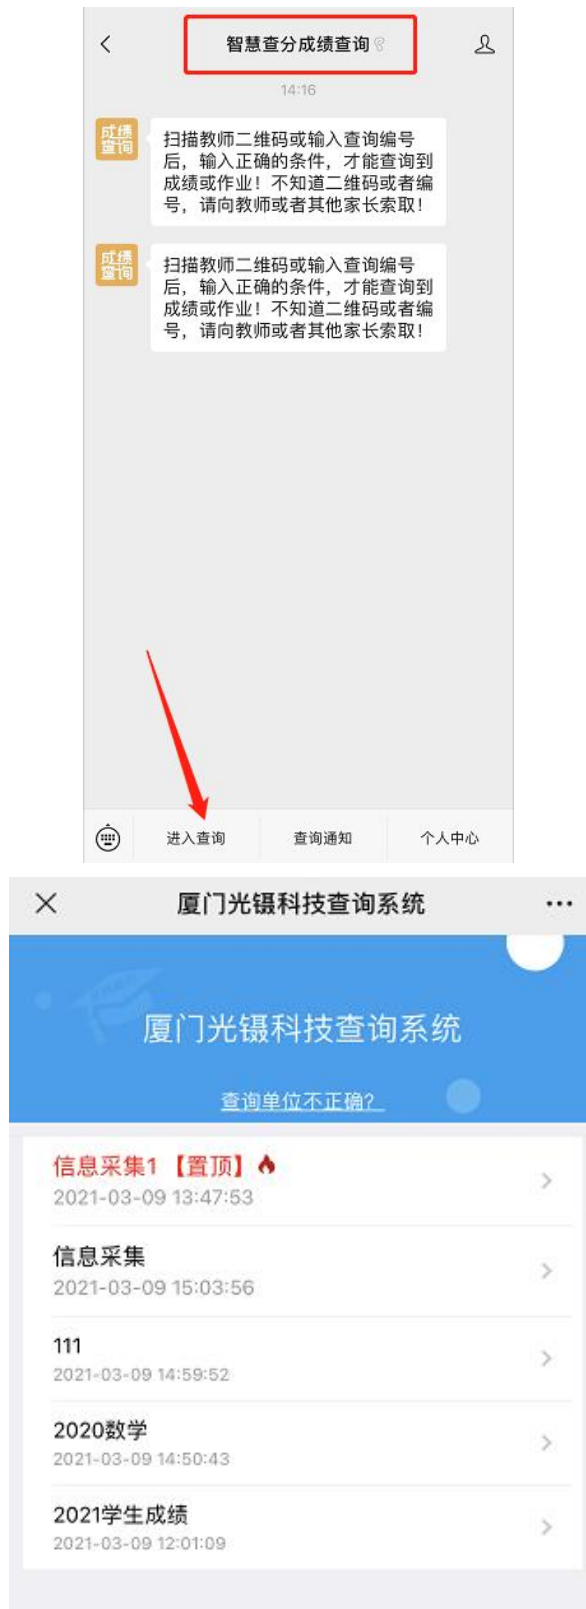 智慧查分成绩查询
14:16
成绩
查询
扫描教师二维码或输入查询编号
后，输入正确的条件，才能查询到
成绩或作业！不知道二维码或者编
号，请向教师或者其他家长索取！
成绩
查询
扫描教师二维码或输入查询编号
后，输入正确的条件，才能查询到
成绩或作业！不知道二维码或者编
号，请向教师或者其他家长索取！
进入查询 查询通知 个人中心
厦门光镊科技查询系统
厦门光镊科技查询系统
查询单位不正确？
信息采集1 【置顶】
2021-03-09 13:47:53
信息采集
2021-03-09 15:03:56
111
2021-03-09 14:59:52
2020数学
2021-03-09 14:50:43
2021学生成绩
2021-03-09 12:01:09